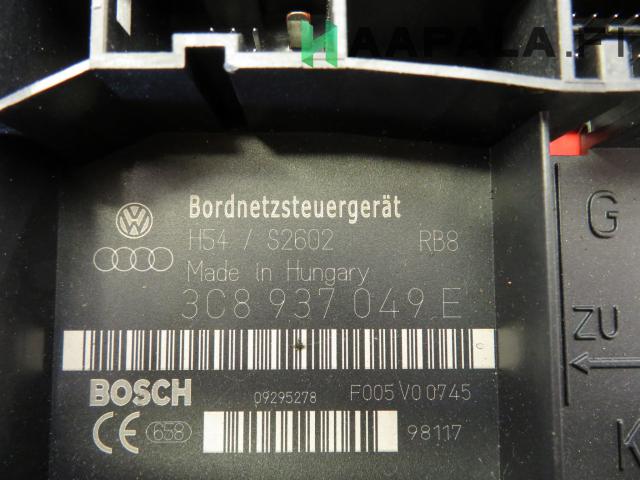 HAAPALA.FI
Bordnetzsteuergerät
H54 / S2602 RB8
Made in Hungary
3C8 937 049 E
BOSCH 09295278 F005 V0 0745
CE 658 98117
G
ZU
K